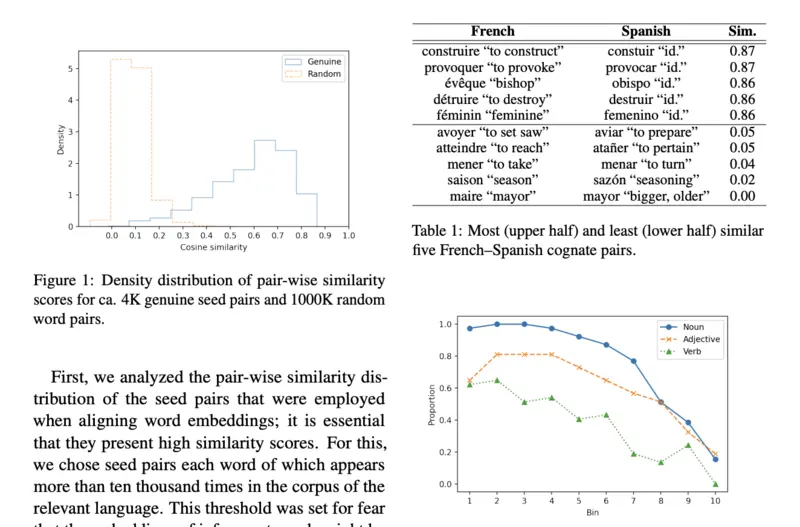 Genuine
Random
5
4
3
2
1
0
Density
0.0 0.1 0.2 0.3 0.4 0.5 0.6 0.7 0.8 0.9 1.0
Cosine similarity
Figure 1: Density distribution of pair-wise similarity
scores for ca. 4K genuine seed pairs and 1000K random
word pairs.
First, we analyzed the pair-wise similarity dis-
tribution of the seed pairs that were employed
when aligning word embeddings; it is essential
that they present high similarity scores. For this,
we chose seed pairs each word of which appears
more than ten thousand times in the corpus of the
relevant language. This threshold was set for fear
French Spanish Sim.
construire “to construct” constuir “id.” 0.87
provoquer “to provoke” provocar “id.” 0.87
évêque “bishop” obispo “id.” 0.86
détruire “to destroy” destruir “id.” 0.86
féminin “feminine” femenino “id.” 0.86
avoyer “to set saw” aviar “to prepare” 0.05
atteindre “to reach” atañer “to pertain” 0.05
mener “to take” menar “to turn” 0.04
saison “season” sazón “seasoning” 0.02
maire “mayor” mayor “bigger, older” 0.00
Table 1: Most (upper half) and least (lower half) similar
five French–Spanish cognate pairs.
Noun
Adjective
Verb
1.0
0.8
0.6
0.4
0.2
0.0
Proportion
1 2 3 4 5 6 7 8 9 10
Bin